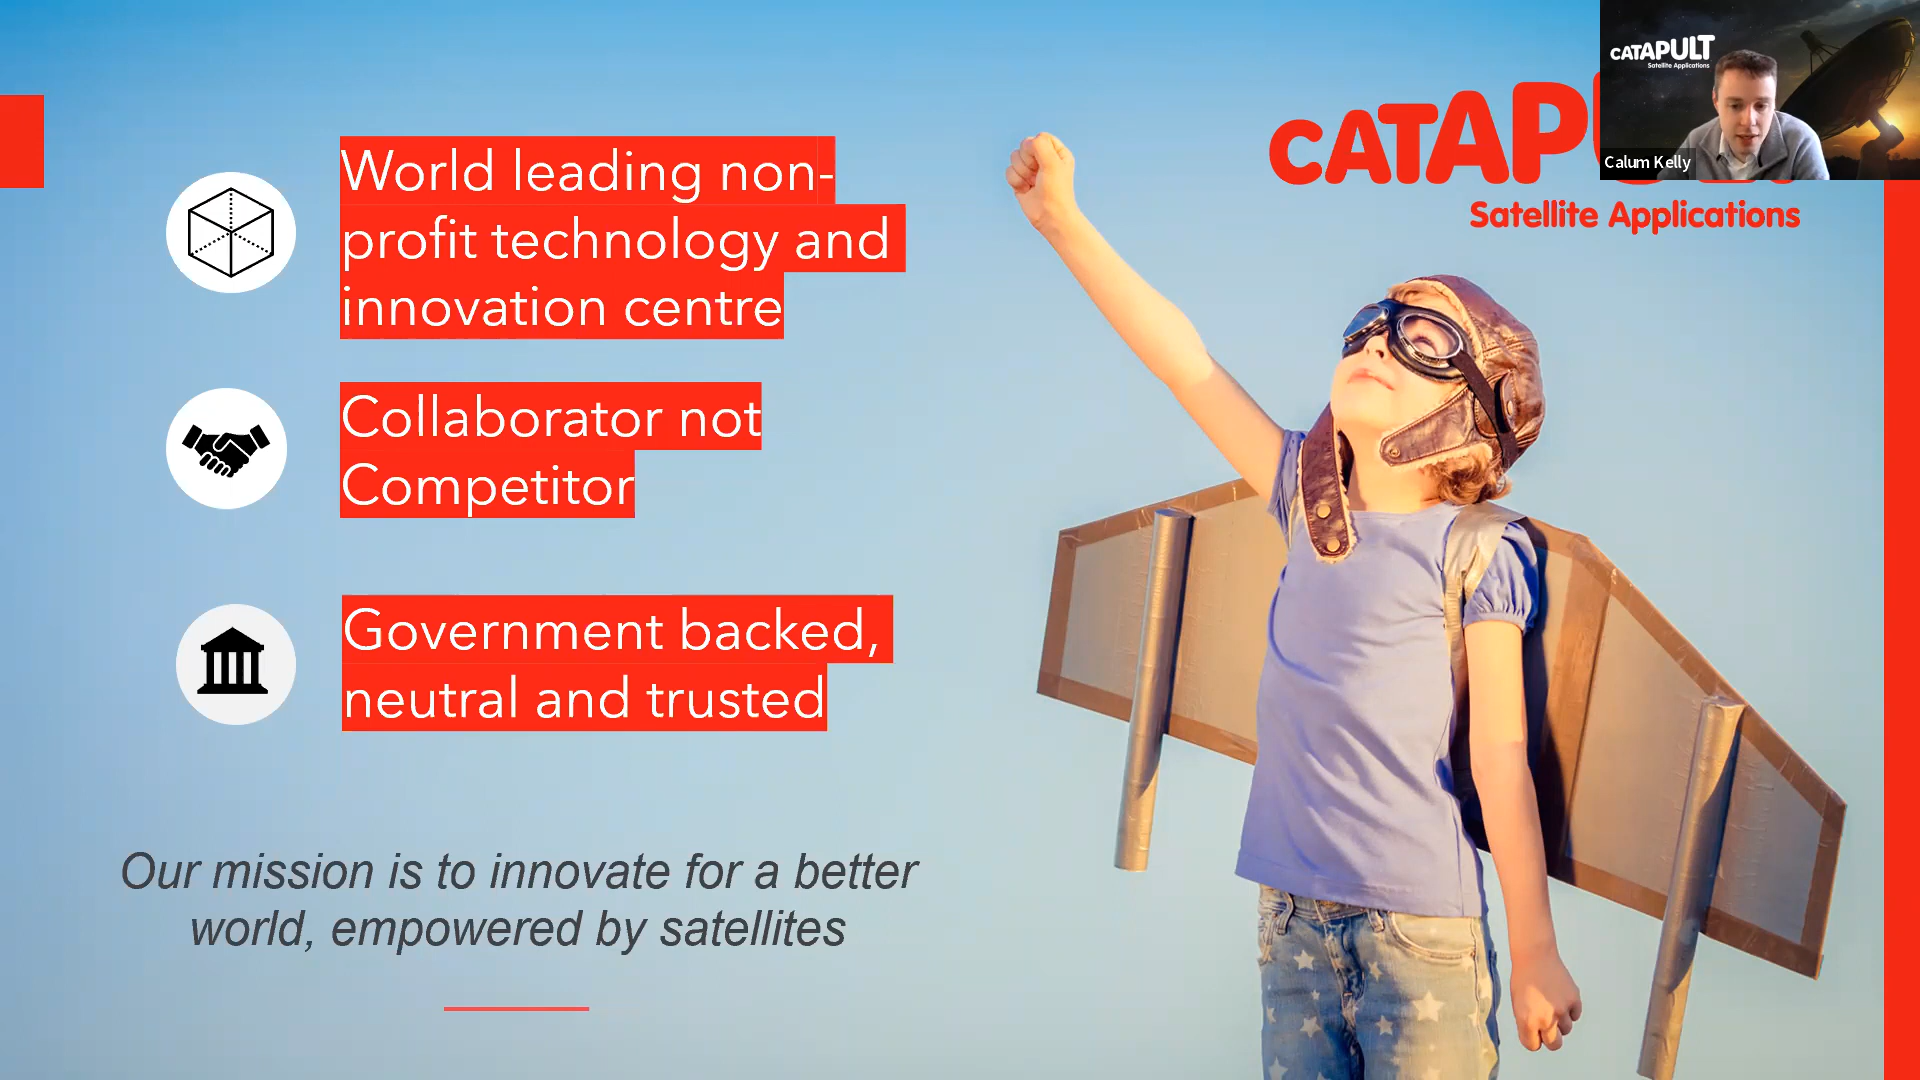 World leading non-
profit technology and
innovation centre
Collaborator not
Competitor
Government backed,
neutral and trusted
Our mission is to innovate for a better
world, empowered by satellites
Satellite Applications
CATAPULT
Satellite Applications
Calum Kelly